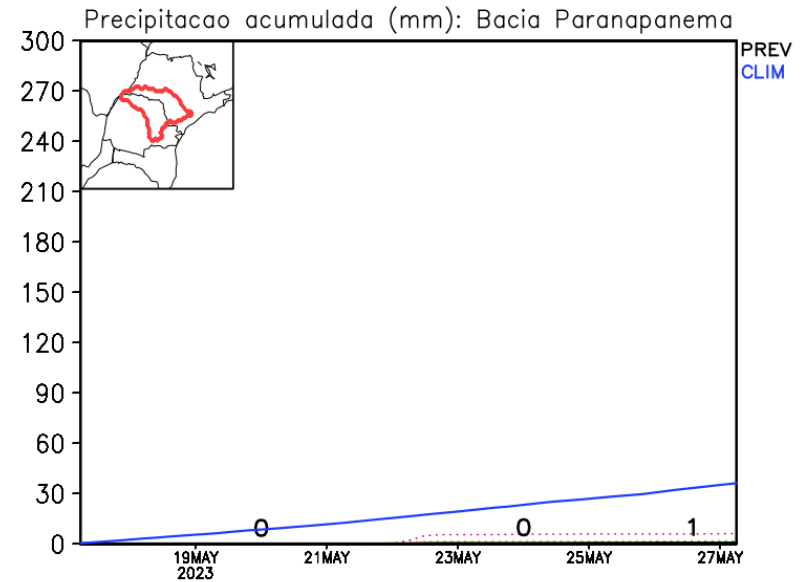 Precipitacao acumulada (mm): Bacia Paranapanema
PREV
CLIM
300
270
240
210
180
150
120
90
60
30
0
0 0 1
19MAY 21MAY 23MAY 25MAY 27MAY
2023